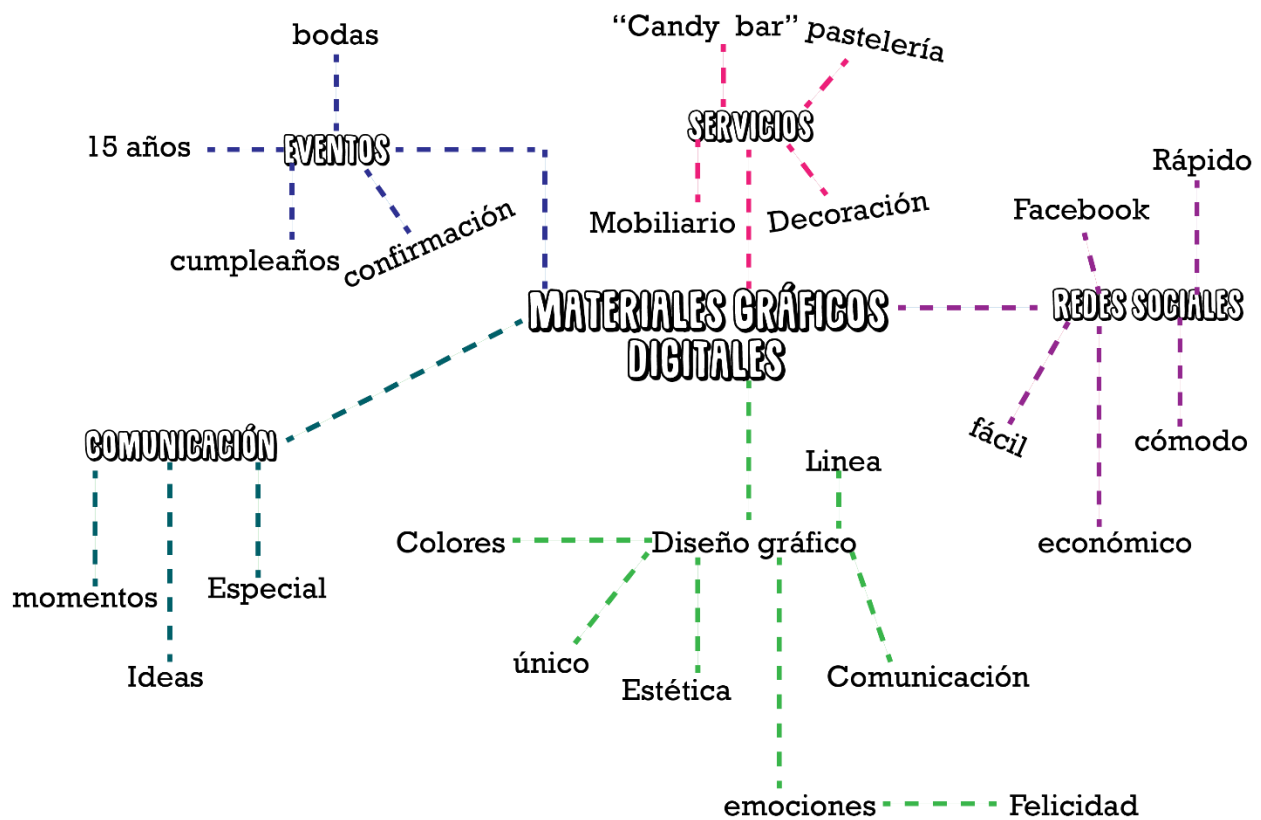 bodas
“Candy bar” pastelería
SERVICIOS
15 años
EVENTOS
Rápido
Mobiliario
Decoración
Facebook
cumpleaños
confirmación
MATERIALES GRÁFICOS
DIGITALES
REDES SOCIALES
COMUNICACIÓN
fácil
cómodo
Linea
Colores
Diseño gráfico
económico
momentos
Especial
Ideas
único
Estética
Comunicación
emociones
Felicidad